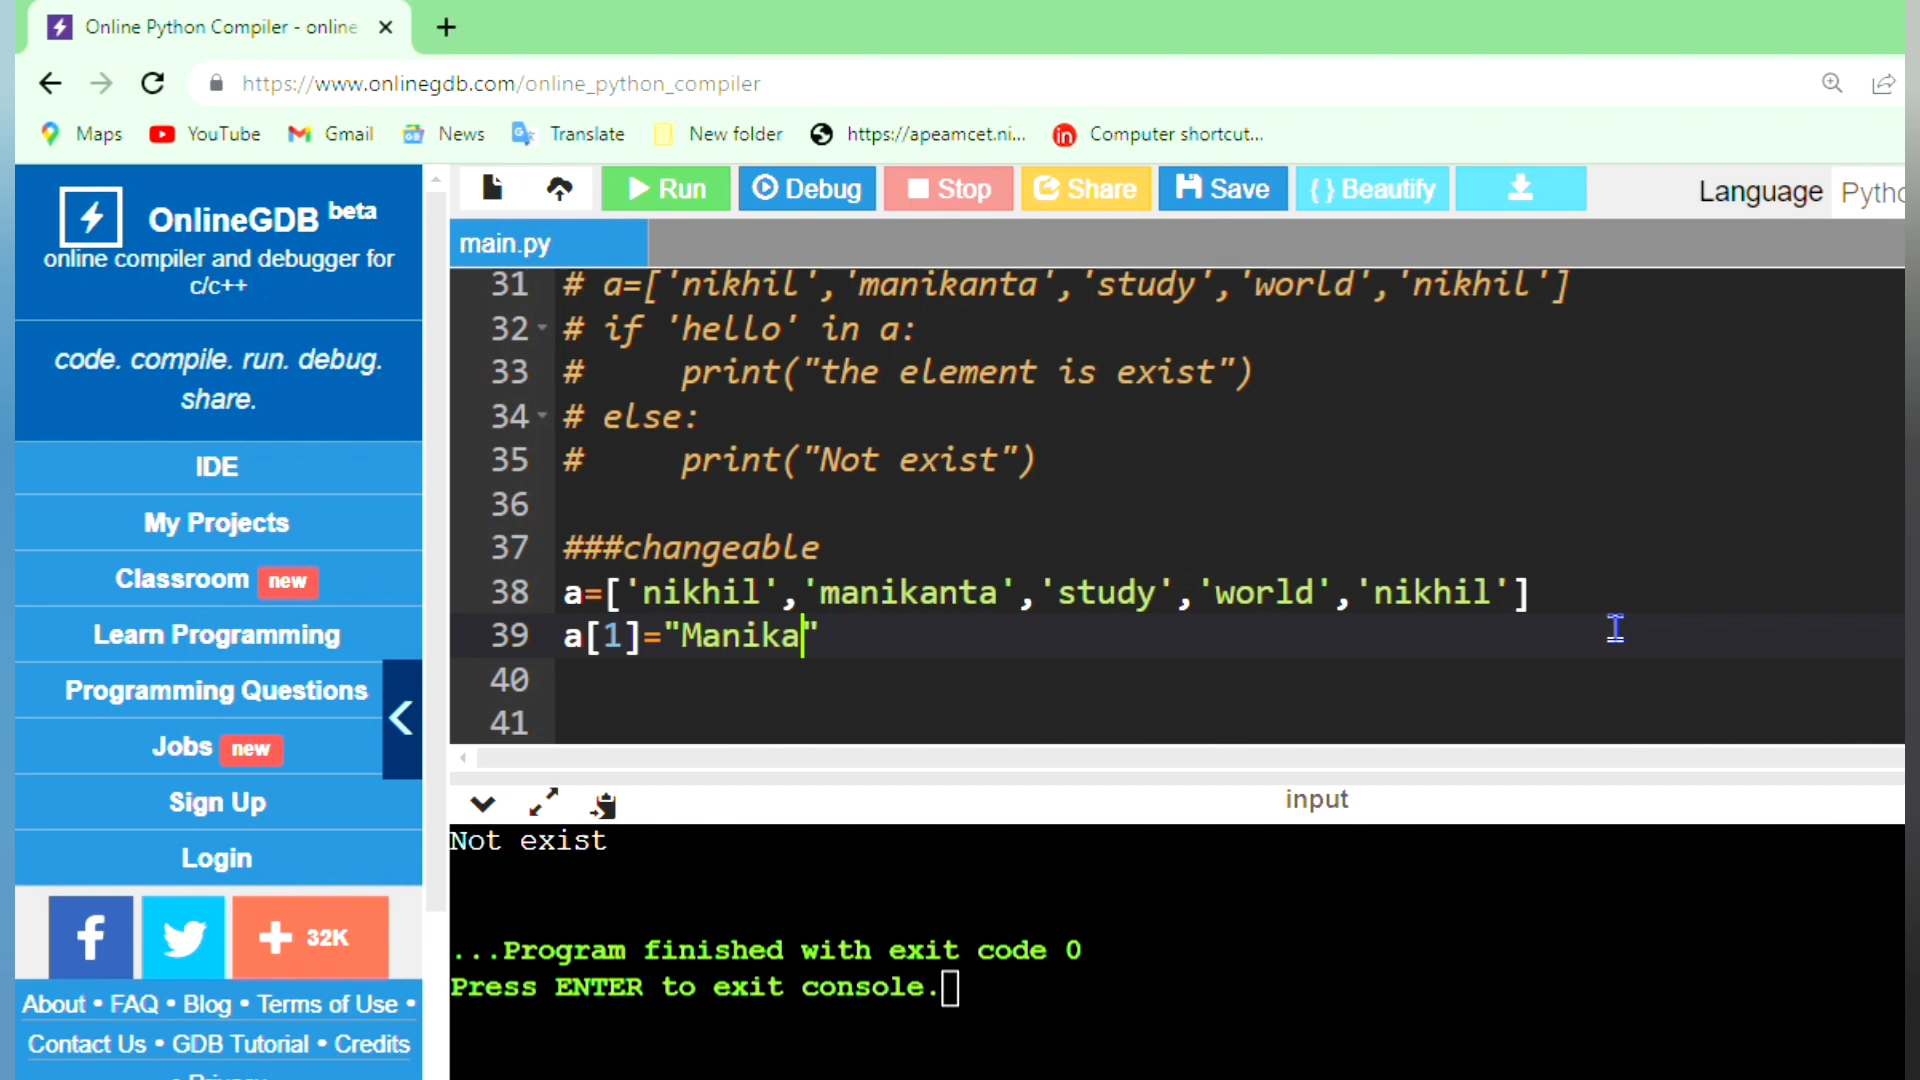 Online Python Compiler - online
https://www.onlinegdb.com/online_python_compiler
Maps YouTube Gmail News Translate New folder https://apeamcet.ni... Computer shortcut...
OnlineGDB beta
online compiler and debugger for
c/c++
code. compile. run. debug.
share.
IDE
My Projects
Classroom new
Learn Programming
Programming Questions
Jobs new
Sign Up
Login
32K
About • FAQ • Blog • Terms of Use •
Contact Us • GDB Tutorial • Credits
Run Debug Stop Share Save { } Beautify Language
main.py
31 # a=['nikhil','manikanta','study','world','nikhil']
32 # if 'hello' in a:
33 #     print("the element is exist")
34 # else:
35 #     print("Not exist")
36
37 ###changeable
38 a=['nikhil','manikanta','study','world','nikhil']
39 a[1]="Manika"
40
41
input
Not exist
...Program finished with exit code 0
Press ENTER to exit console.